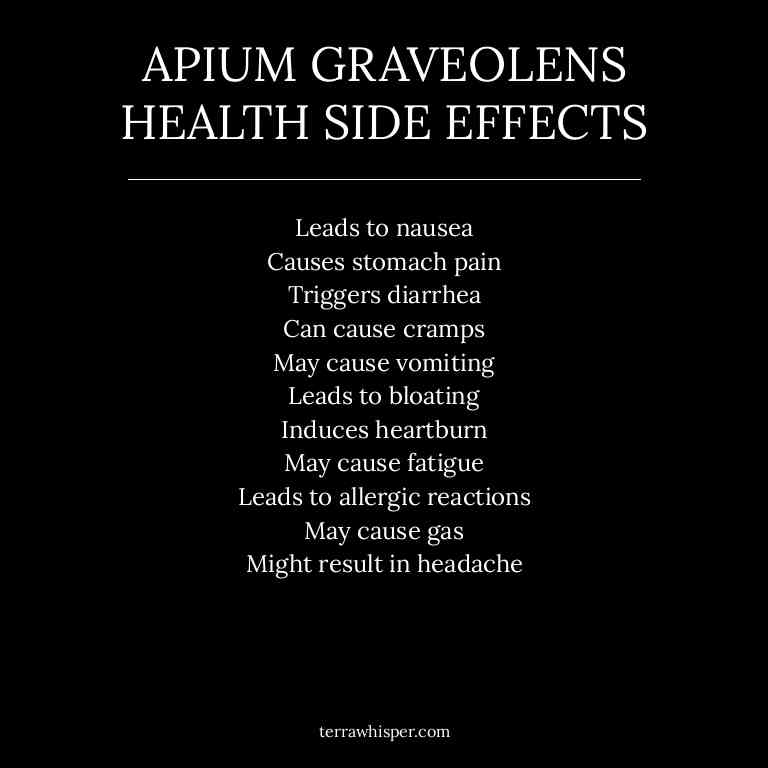 APIUM GRAVEOLENS
HEALTH SIDE EFFECTS
Leads to nausea
Causes stomach pain
Triggers diarrhea
Can cause cramps
May cause vomiting
Leads to bloating
Induces heartburn
May cause fatigue
Leads to allergic reactions
May cause gas
Might result in headache
terrawhisper.com